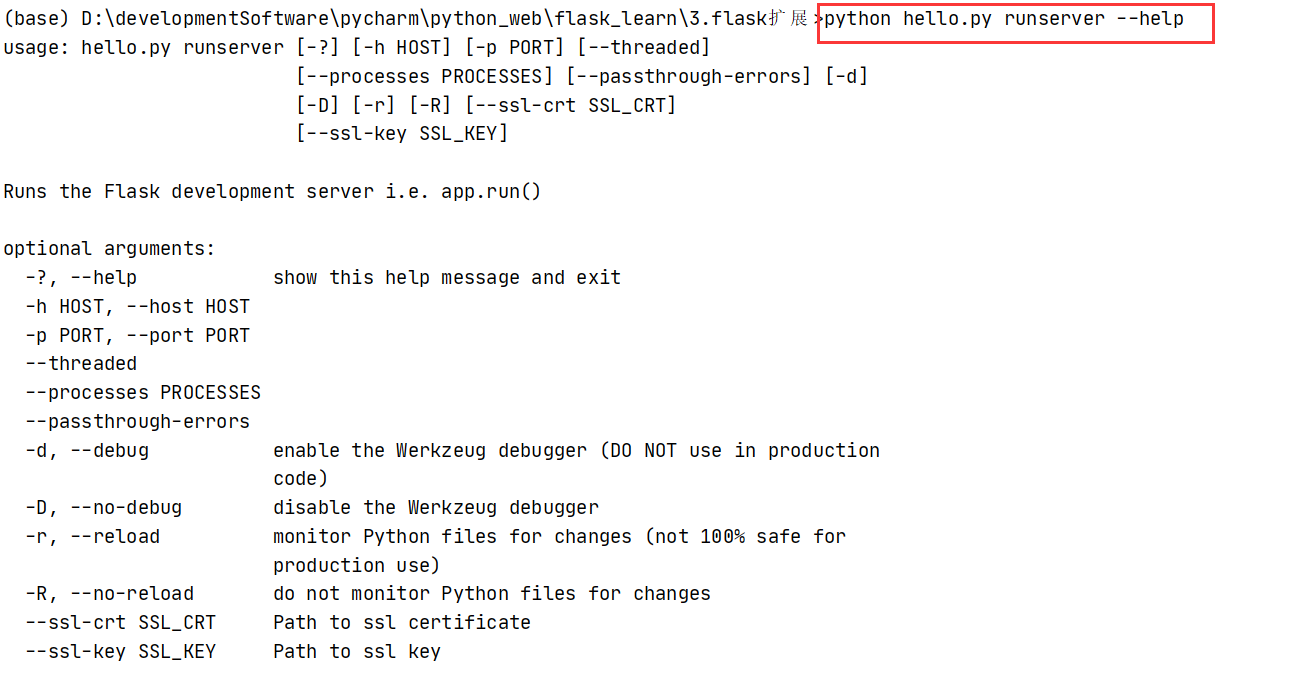 (base) D:\developmentSoftware\pycharm\python_web\flask_learn\3.flask扩展>python hello.py runserver --help
usage: hello.py runserver [-?] [-h HOST] [-p PORT] [--threaded]
                          [--processes PROCESSES] [--passthrough-errors] [-d]
                          [-D] [-r] [-R] [--ssl-crt SSL_CRT]
                          [--ssl-key SSL_KEY]

Runs the Flask development server i.e. app.run()

optional arguments:
  -?, --help            show this help message and exit
  -h HOST, --host HOST
  -p PORT, --port PORT
  --threaded
  --processes PROCESSES
  --passthrough-errors
  -d, --debug           enable the Werkzeug debugger (DO NOT use in production
                        code)
  -D, --no-debug        disable the Werkzeug debugger
  -r, --reload          monitor Python files for changes (not 100% safe for
                        production use)
  -R, --no-reload       do not monitor Python files for changes
  --ssl-crt SSL_CRT     Path to ssl certificate
  --ssl-key SSL_KEY     Path to ssl key